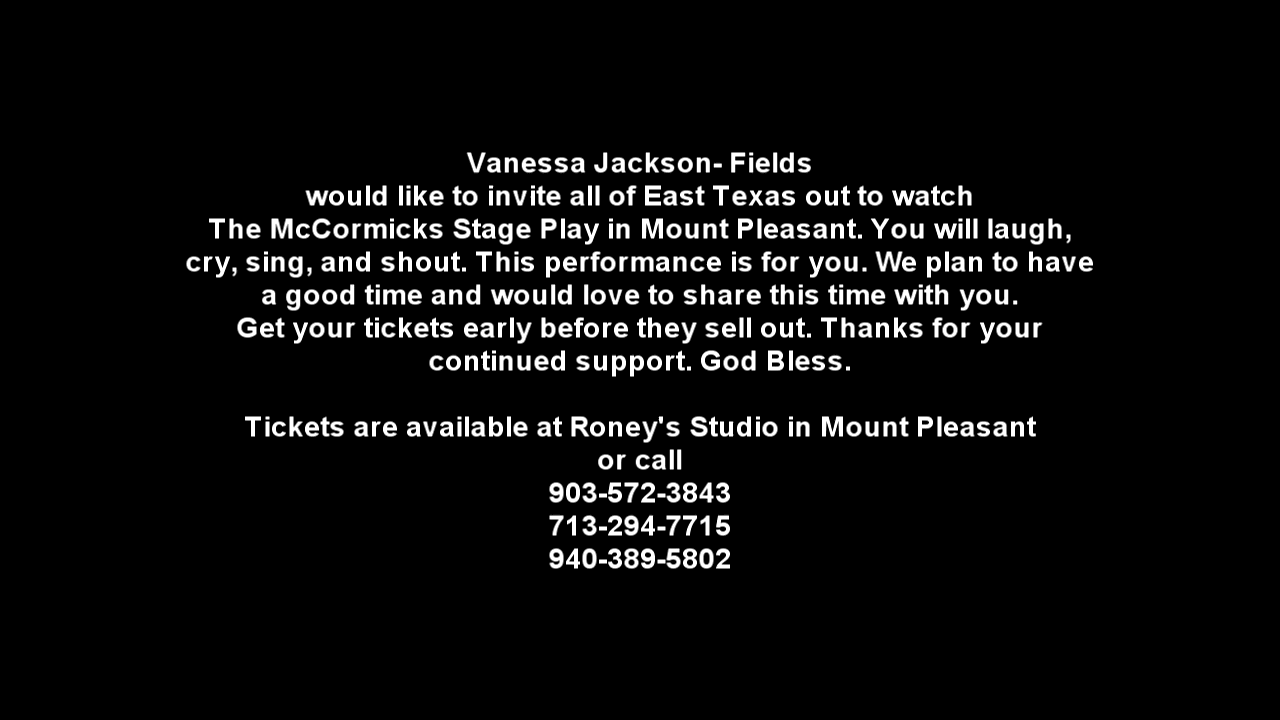 Vanessa Jackson- Fields
would like to invite all of East Texas out to watch
The McCormicks Stage Play in Mount Pleasant. You will laugh,
cry, sing, and shout. This performance is for you. We plan to have
a good time and would love to share this time with you.
Get your tickets early before they sell out. Thanks for your
continued support. God Bless.
Tickets are available at Roney's Studio in Mount Pleasant
or call
903-572-3843
713-294-7715
940-389-5802